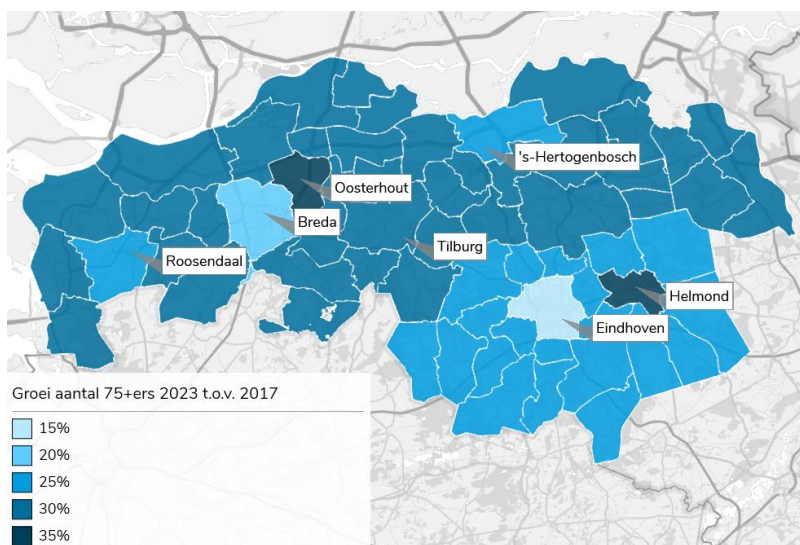 's-Hertogenbosch
Oosterhout
Breda
Tilburg
Roosendaal
Helmond
Eindhoven
Groei aantal 75+ers 2023 t.o.v. 2017
15%
20%
25%
30%
35%